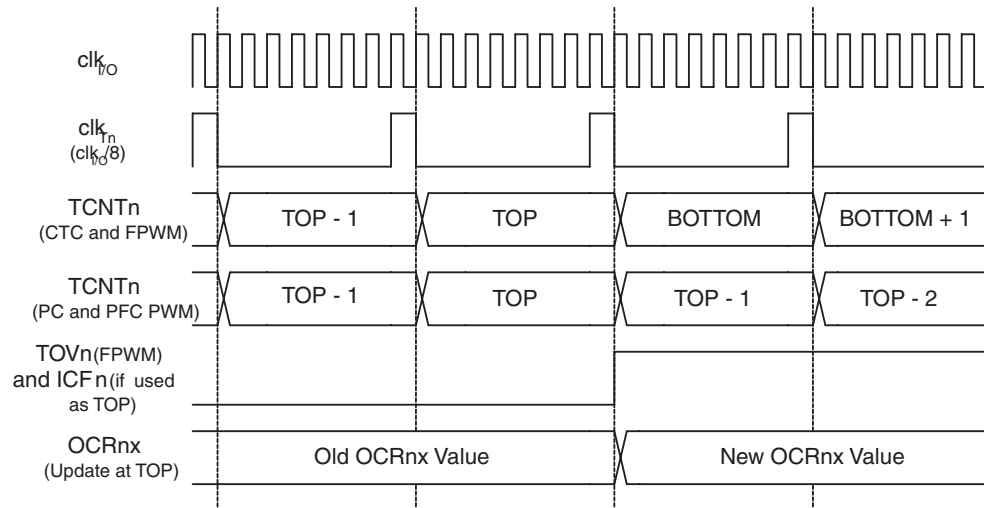 clkI/O
clkTn
(clkI/O/8)
TCNTn
(CTC and FPWM)
TOP - 1
TOP
BOTTOM
BOTTOM + 1
TCNTn
(PC and PFC PWM)
TOP - 1
TOP
TOP - 1
TOP - 2
TOVn(FPWM)
and ICFn(if used
as TOP)
OCRnx
(Update at TOP)
Old OCRnx Value
New OCRnx Value